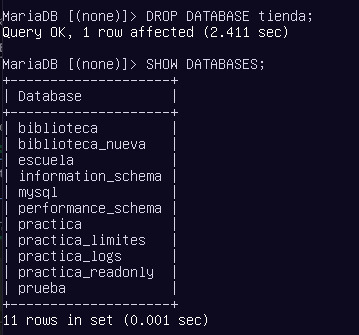 MariaDB [(none)]> DROP DATABASE tienda;
Query OK, 1 row affected (2.411 sec)

MariaDB [(none)]> SHOW DATABASES;
+--------------------+
| Database           |
+--------------------+
| biblioteca         |
| biblioteca_nueva   |
| escuela            |
| information_schema |
| mysql              |
| performance_schema |
| practica           |
| practica_limites   |
| practica_logs      |
| practica_readonly  |
| prueba             |
+--------------------+
11 rows in set (0.001 sec)